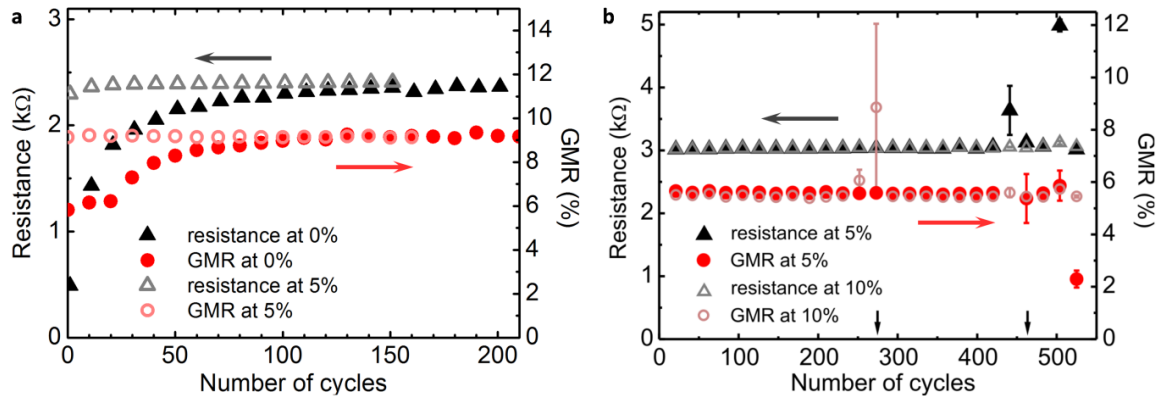 a
3
2
1
0
Resistance (kΩ)
14
12
10
8
6
4
2
0
GMR (%)
resistance at 0%
GMR at 0%
resistance at 5%
GMR at 5%
0 50 100 150 200
Number of cycles
b
5
4
3
2
1
0
Resistance (kΩ)
12
10
8
6
4
2
0
GMR (%)
resistance at 5%
GMR at 5%
resistance at 10%
GMR at 10%
0 100 200 300 400 500
Number of cycles